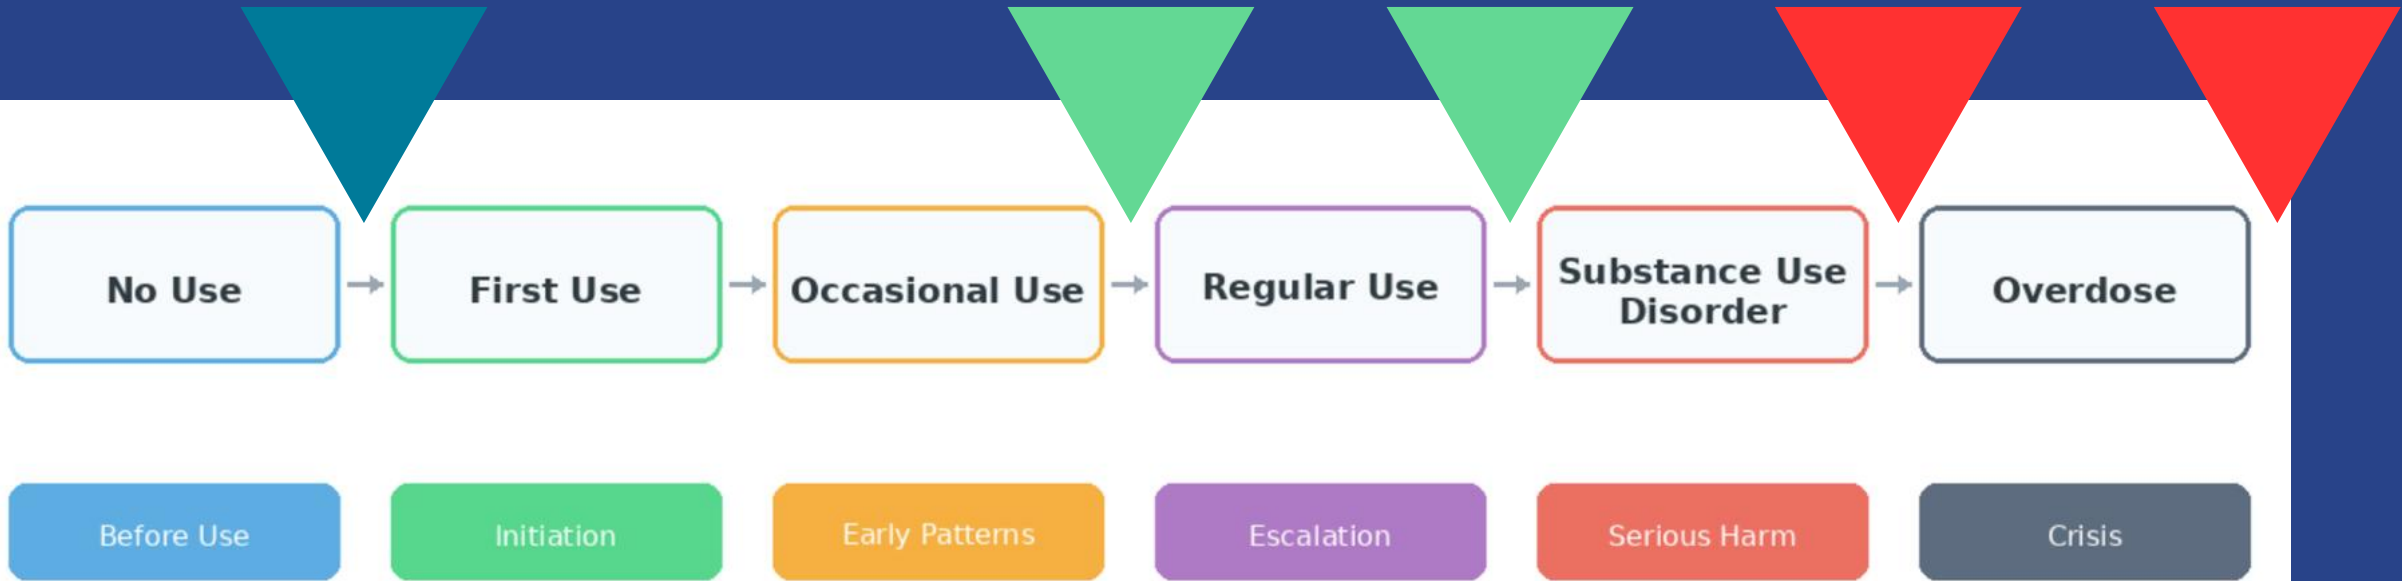 No Use
First Use
Occasional Use
Regular Use
Substance Use
Disorder
Overdose
Before Use
Initiation
Early Patterns
Escalation
Serious Harm
Crisis